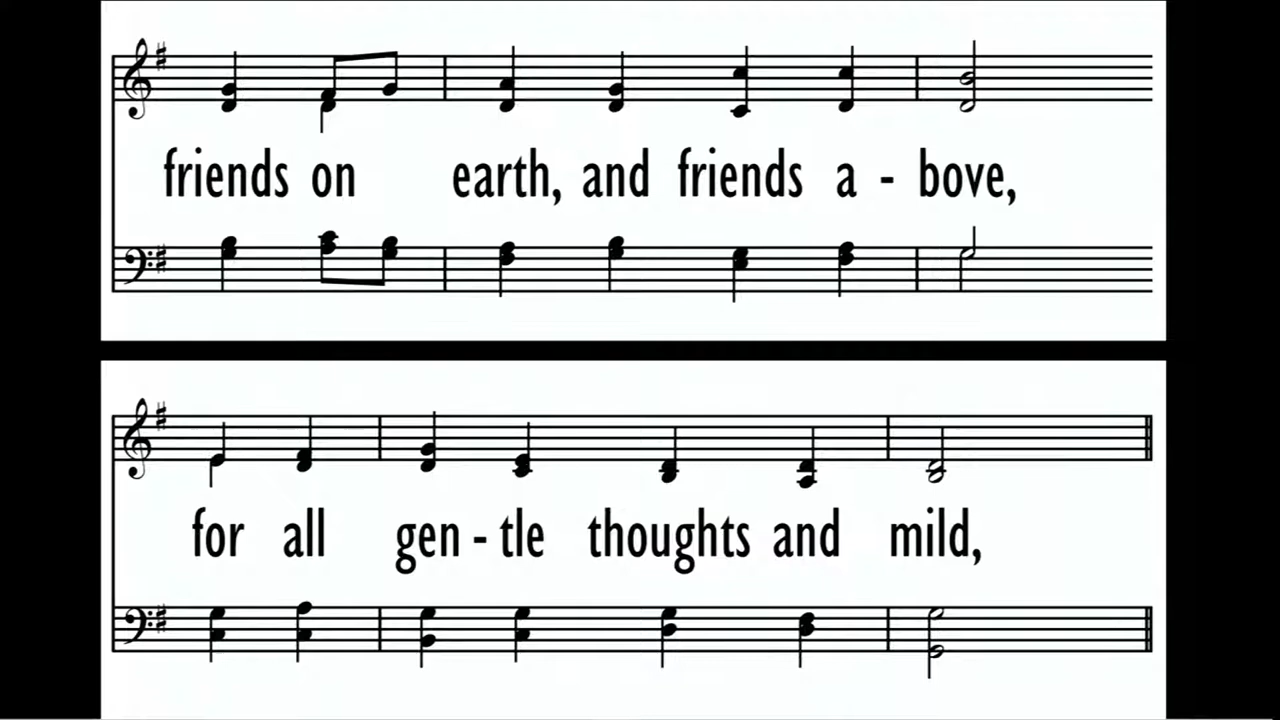 friends on earth, and friends a - bove,
for all gen - tle thoughts and mild,